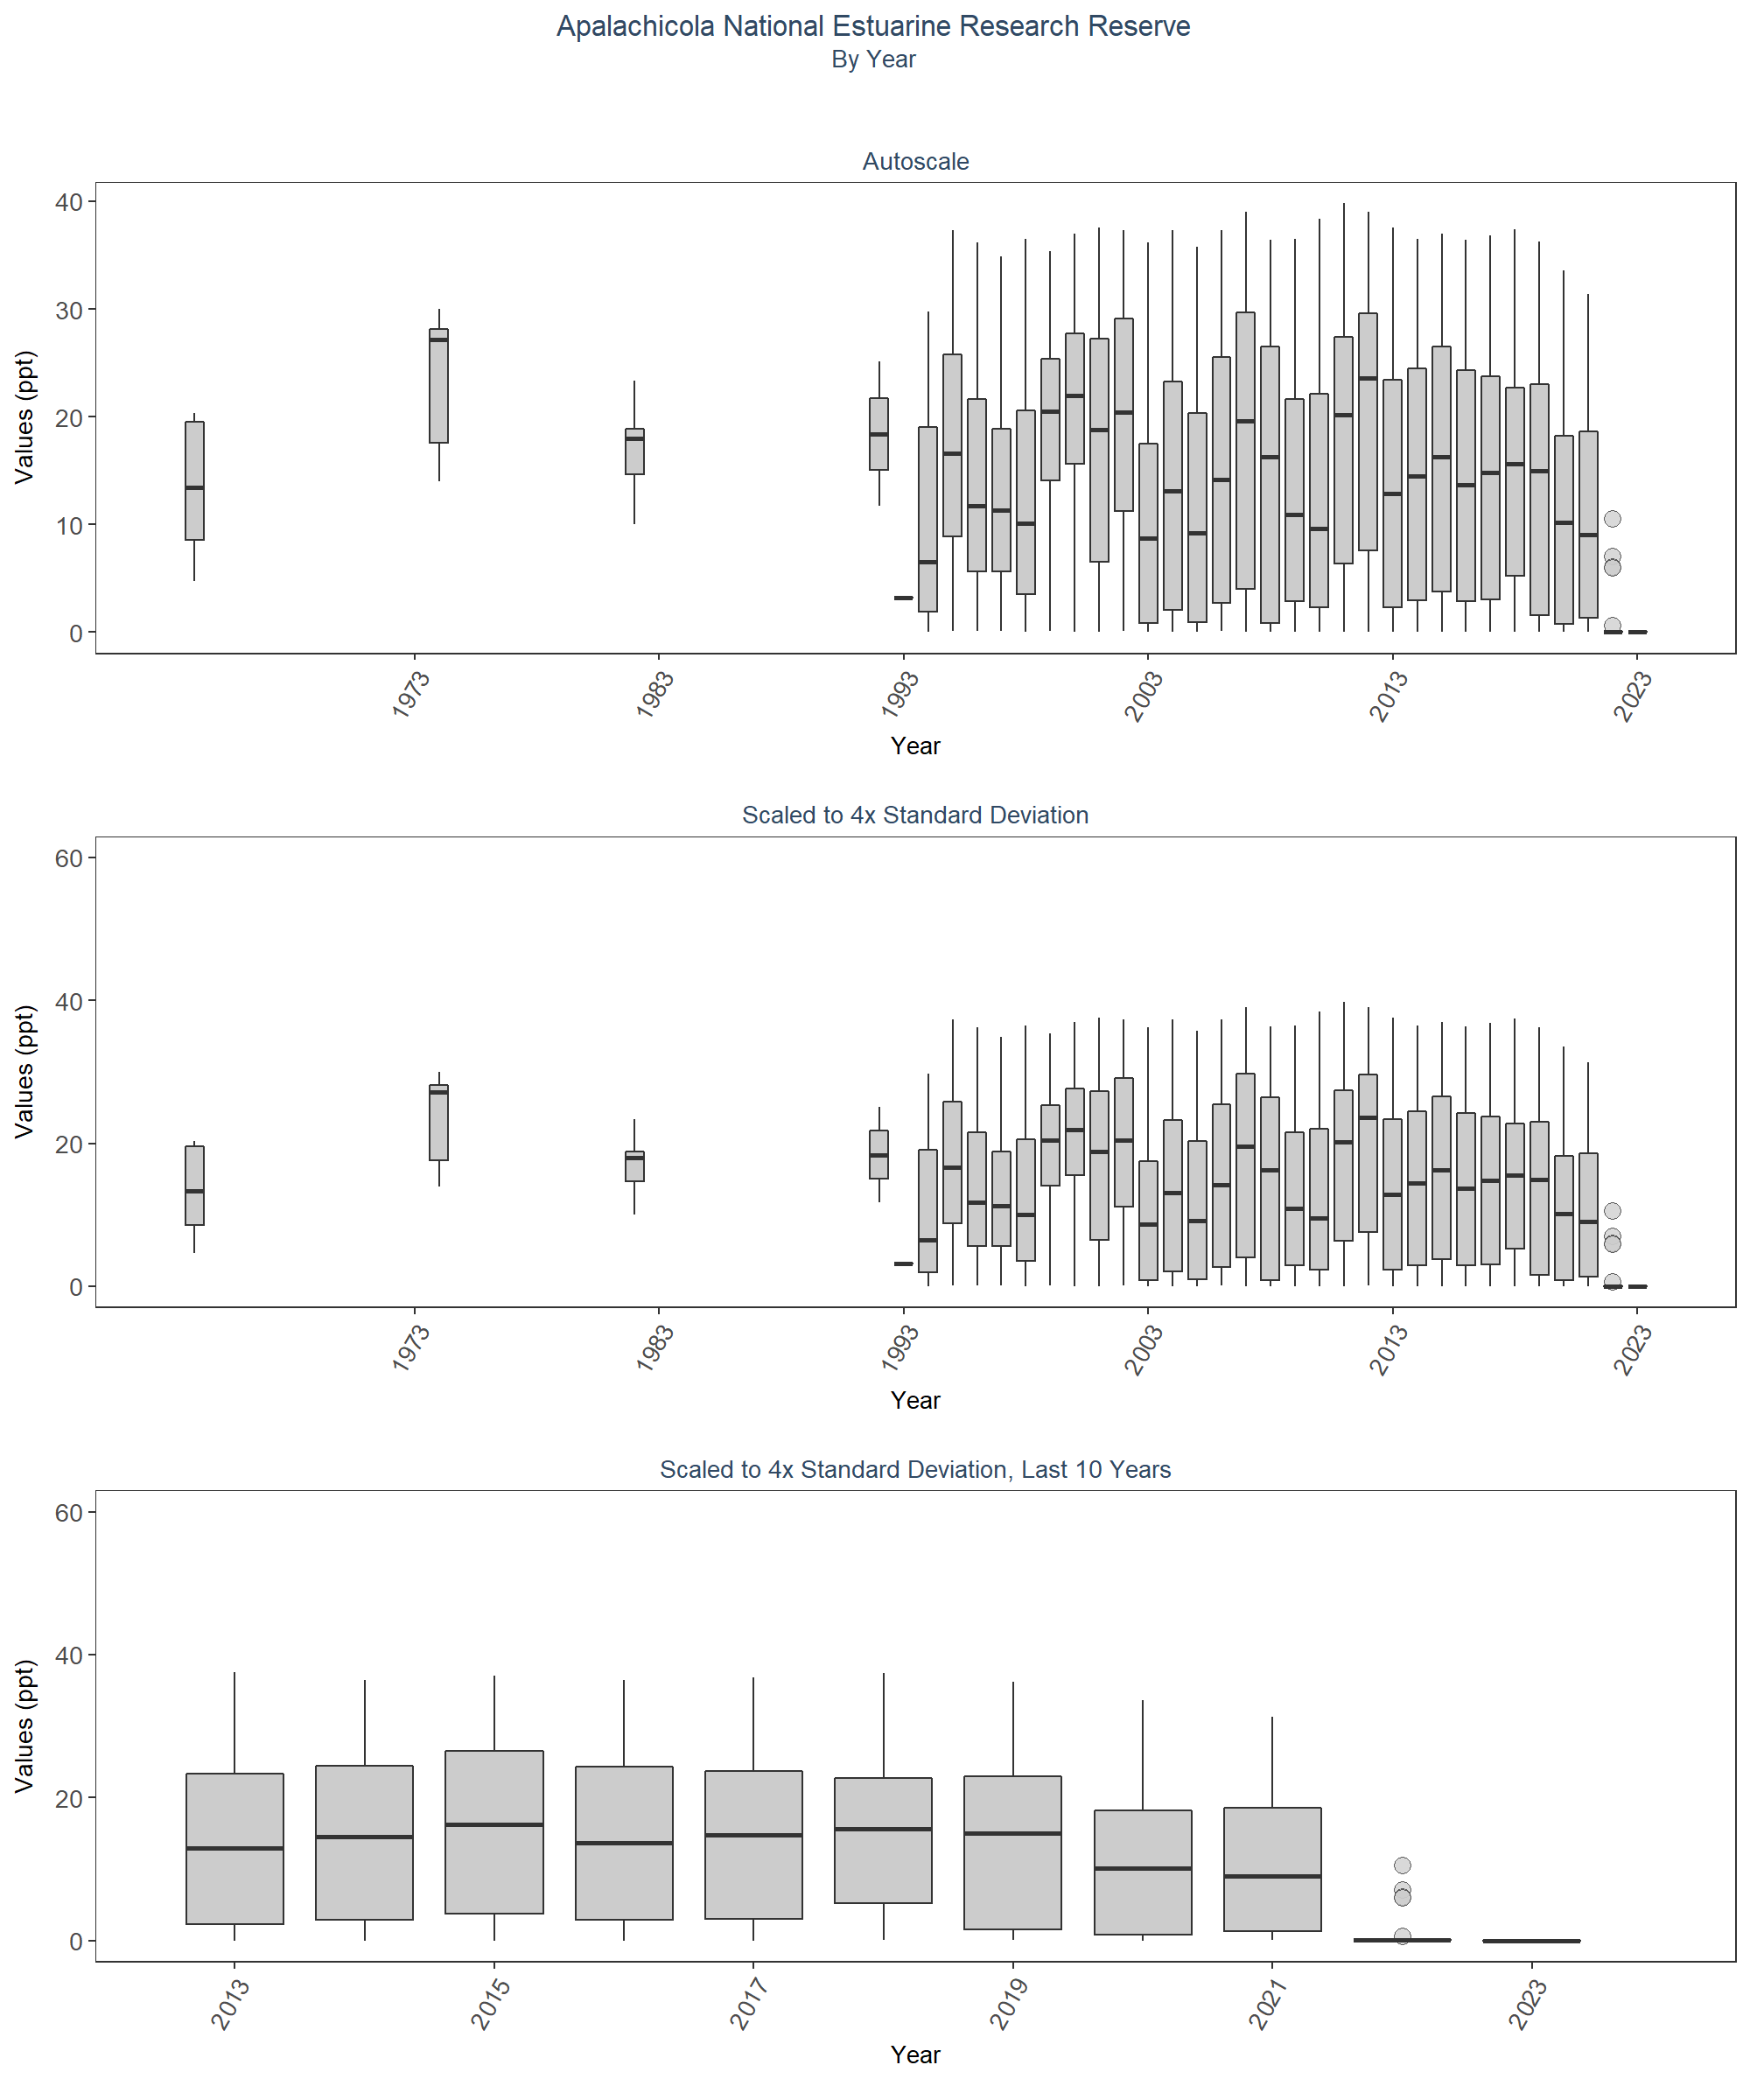 Apalachicola National Estuarine Research Reserve
By Year
Autoscale
Values (ppt)
40
30
20
10
0
1973
1983
1993
2003
2013
2023
Year
Scaled to 4x Standard Deviation
Values (ppt)
60
40
20
0
1973
1983
1993
2003
2013
2023
Year
Scaled to 4x Standard Deviation, Last 10 Years
Values (ppt)
60
40
20
0
2013
2015
2017
2019
2021
2023
Year